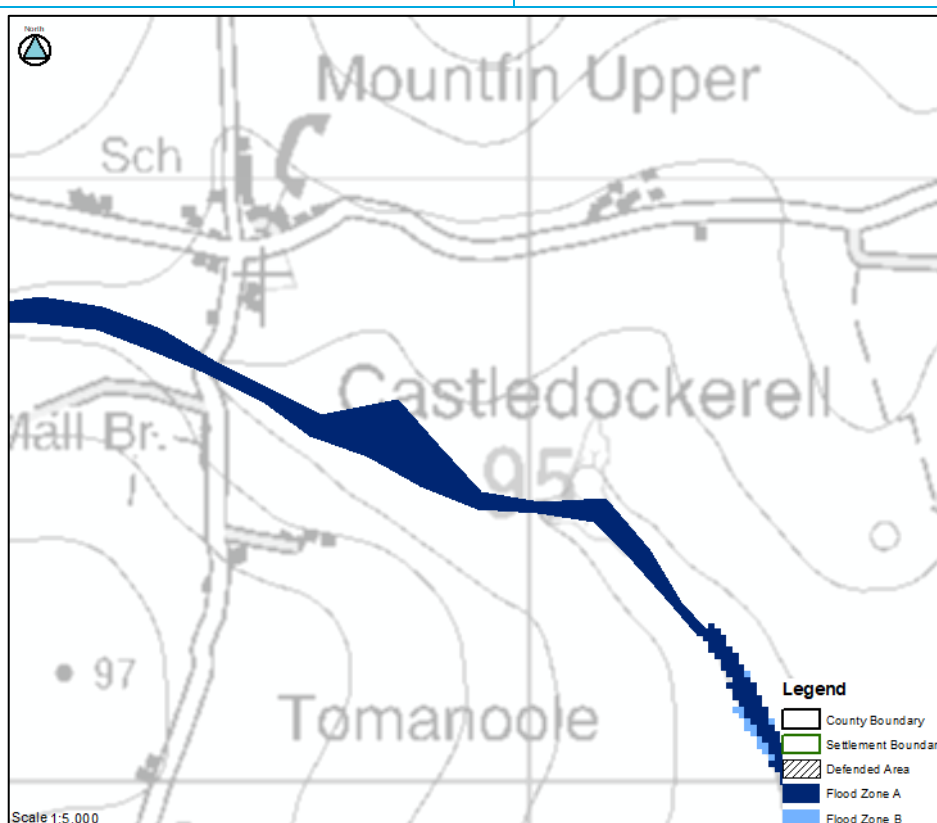 North
Mountfin Upper
Sch
Castledockerell
Mall Br.
95
97
Tomanoole
Legend
County Boundary
Settlement Boundar
Defended Area
Flood Zone A
Flood Zone B
Scale 1:5,000